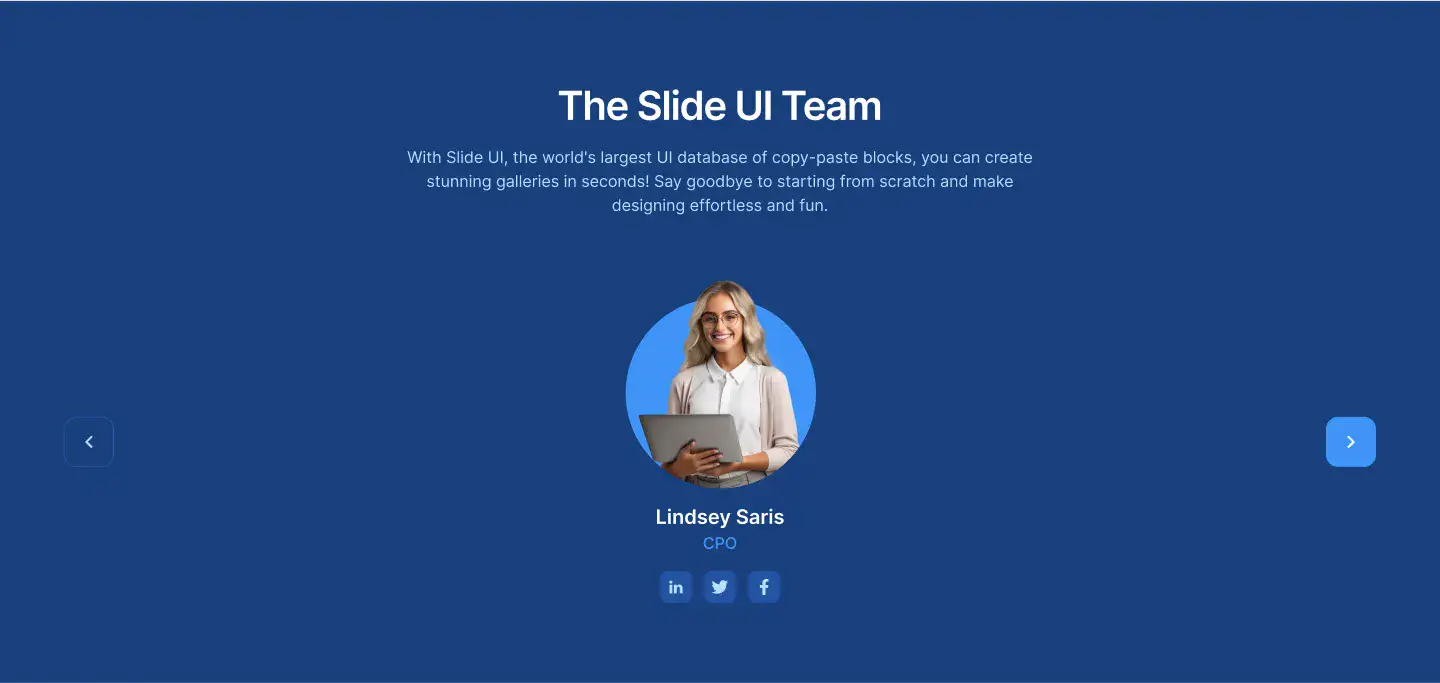 The Slide UI Team
With Slide UI, the world's largest UI database of copy-paste blocks, you can create
stunning galleries in seconds! Say goodbye to starting from scratch and make
designing effortless and fun.
Lindsey Saris
CPO
in